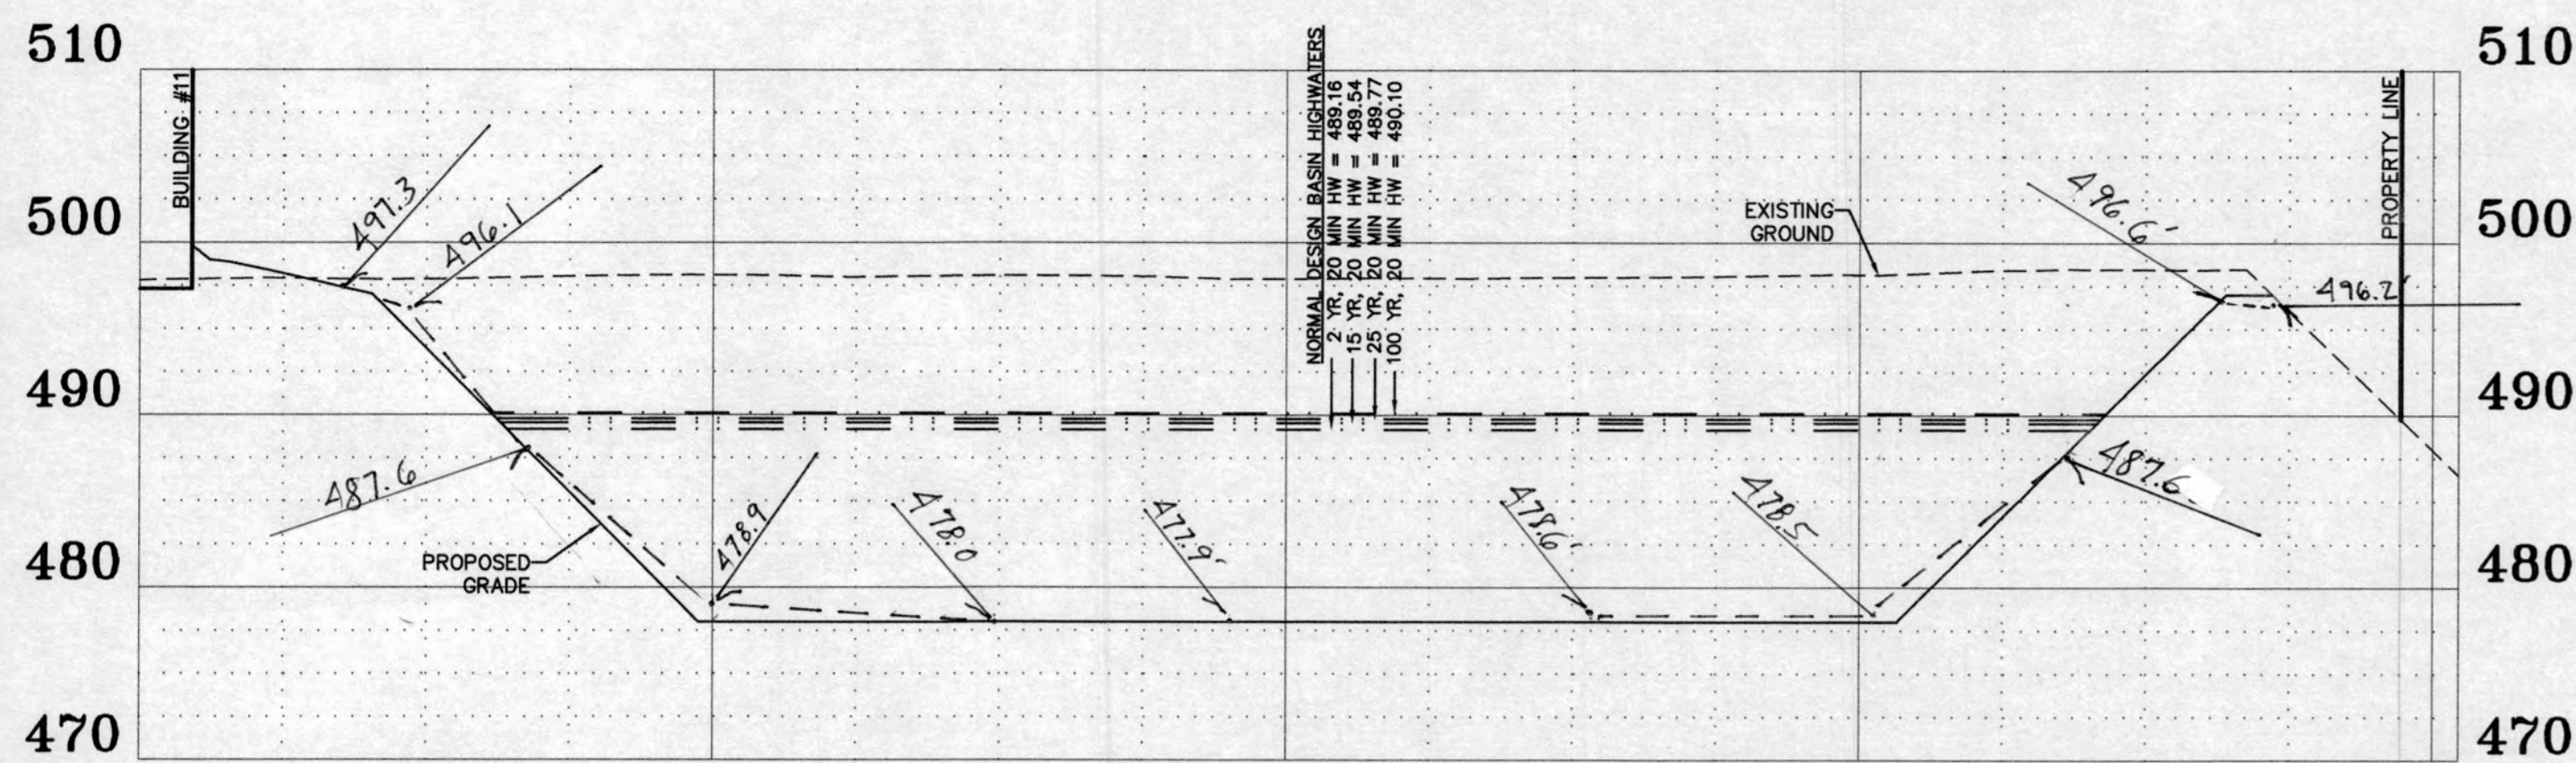 510
510
500
500
490
490
480
480
470
470
BUILDING #11
497.3
496.1
NORMAL DESIGN BASIN HIGHWATERS
2 YR, 20 MIN HW = 489.16
15 YR, 20 MIN HW = 489.54
25 YR, 20 MIN HW = 489.77
100 YR, 20 MIN HW = 490.10
EXISTING
GROUND
496.6'
496.2'
PROPERTY LINE
487.6
PROPOSED
GRADE
478.9
478.0
477.9'
478.6'
478.5
487.6